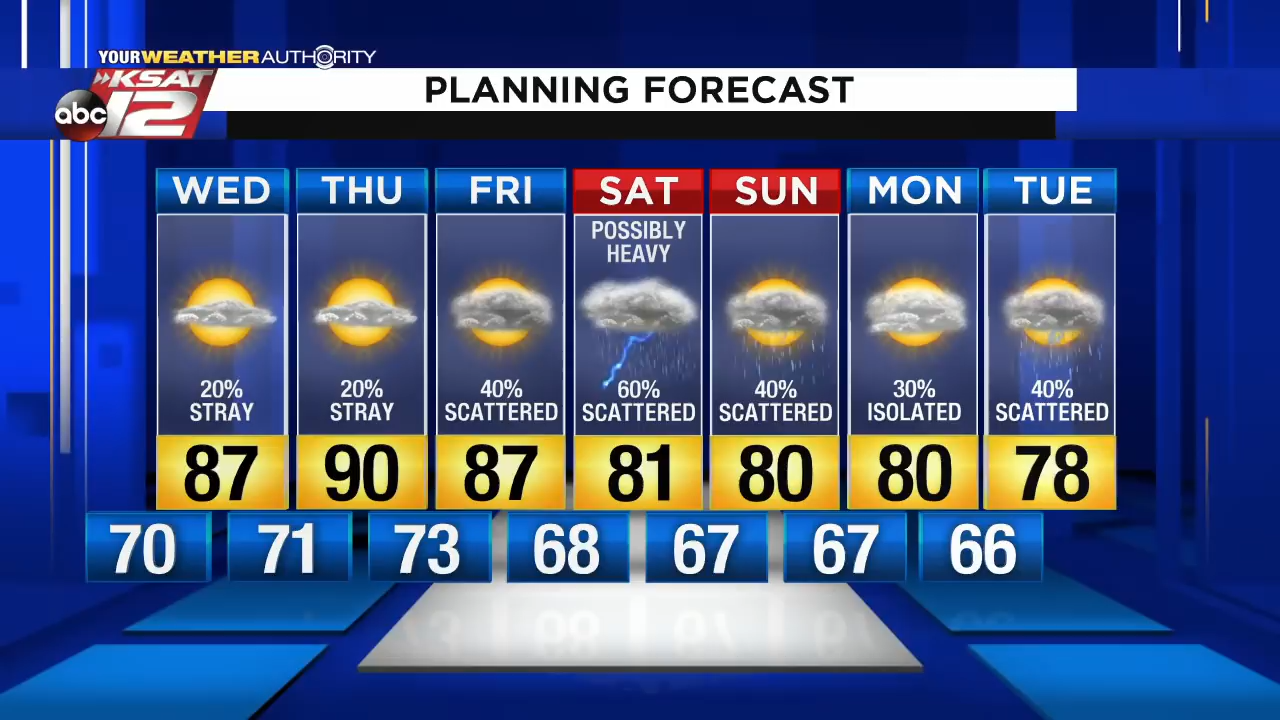 YOURWEATHERAUTHORITY
KSAT
abc 12
PLANNING FORECAST
WED THU FRI SAT SUN MON TUE
POSSIBLY
HEAVY
20% 20% 40% 60% 40% 30% 40%
STRAY STRAY SCATTERED SCATTERED SCATTERED ISOLATED SCATTERED
87 90 87 81 80 80 78
70 71 73 68 67 67 66